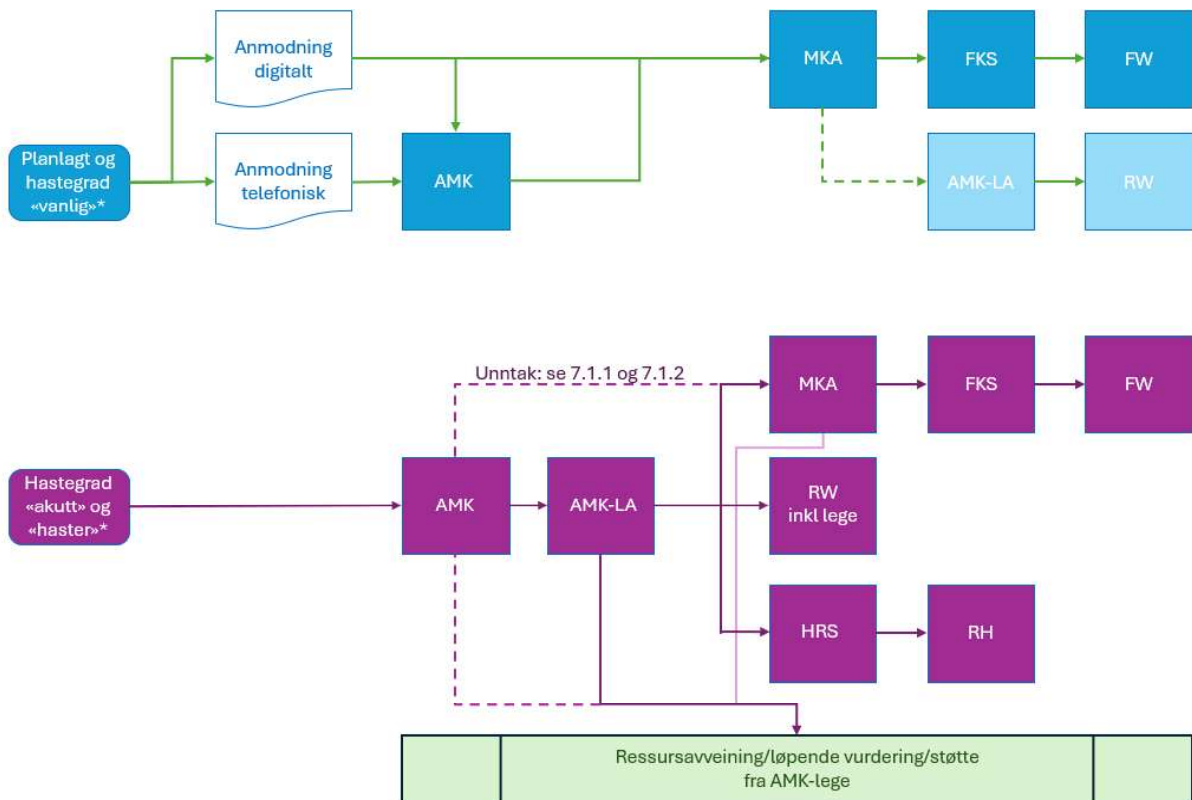 Anmodning
digitalt
MKA
FKS
FW
Planlagt og
hastegrad
«vanlig»*
Anmodning
telefonisk
AMK
AMK-LA
RW
Unntak: se 7.1.1 og 7.1.2
MKA
FKS
FW
Hastegrad
«akutt» og
«haster»*
AMK
AMK-LA
RW
inkl lege
HRS
RH
Ressursavveining/løpende vurdering/støtte
fra AMK-lege